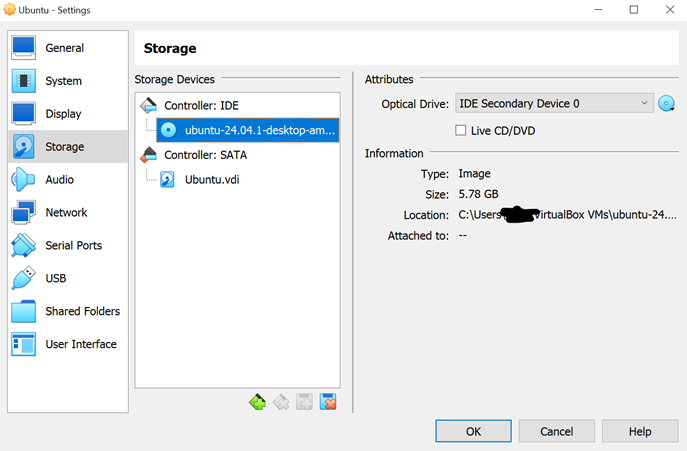 Ubuntu - Settings
General
System
Display
Storage
Audio
Network
Serial Ports
USB
Shared Folders
User Interface
Storage
Storage Devices
Controller: IDE
ubuntu-24.04.1-desktop-am...
Controller: SATA
Ubuntu.vdi
Attributes
Optical Drive: IDE Secondary Device 0
Live CD/DVD
Information
Type: Image
Size: 5.78 GB
Location: C:\Users VirtualBox VMs\ubuntu-24....
Attached to: --
OK Cancel Help